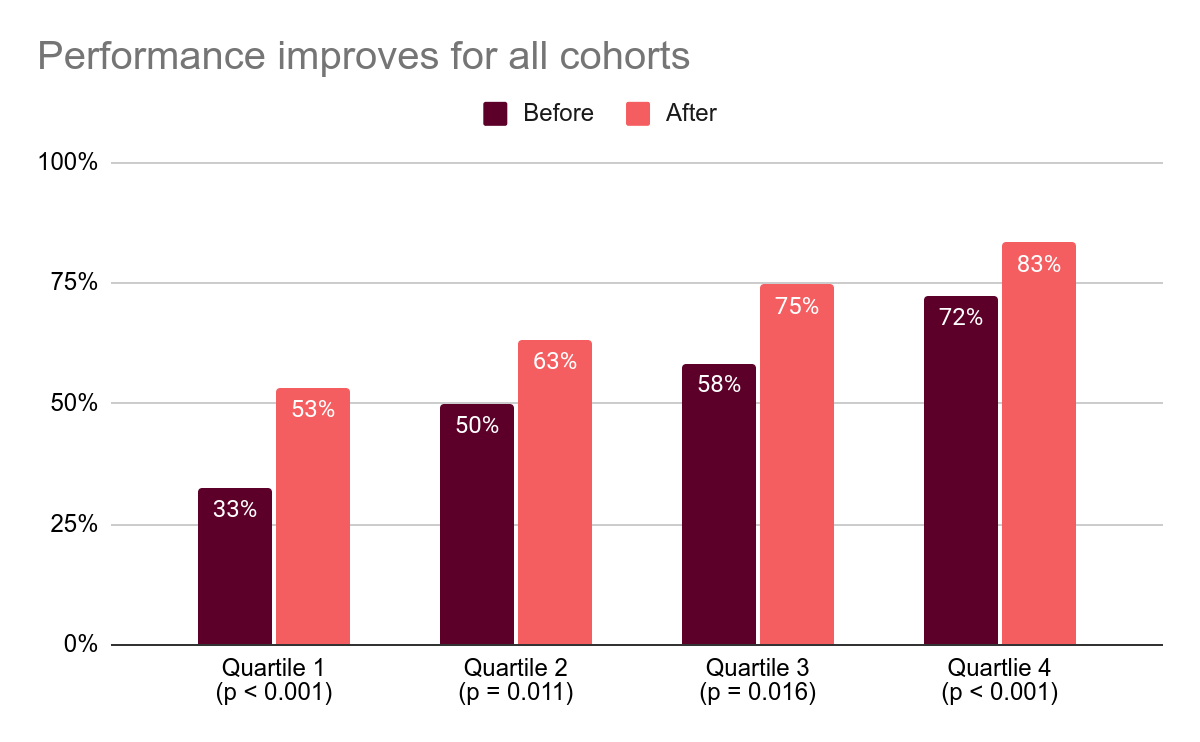 Performance improves for all cohorts
Before After
100%
75%
50%
25%
0%
33% 53% 50% 63% 58% 75% 72% 83%
Quartile 1 Quartile 2 Quartile 3 Quartlie 4
(p < 0.001) (p = 0.011) (p = 0.016) (p < 0.001)